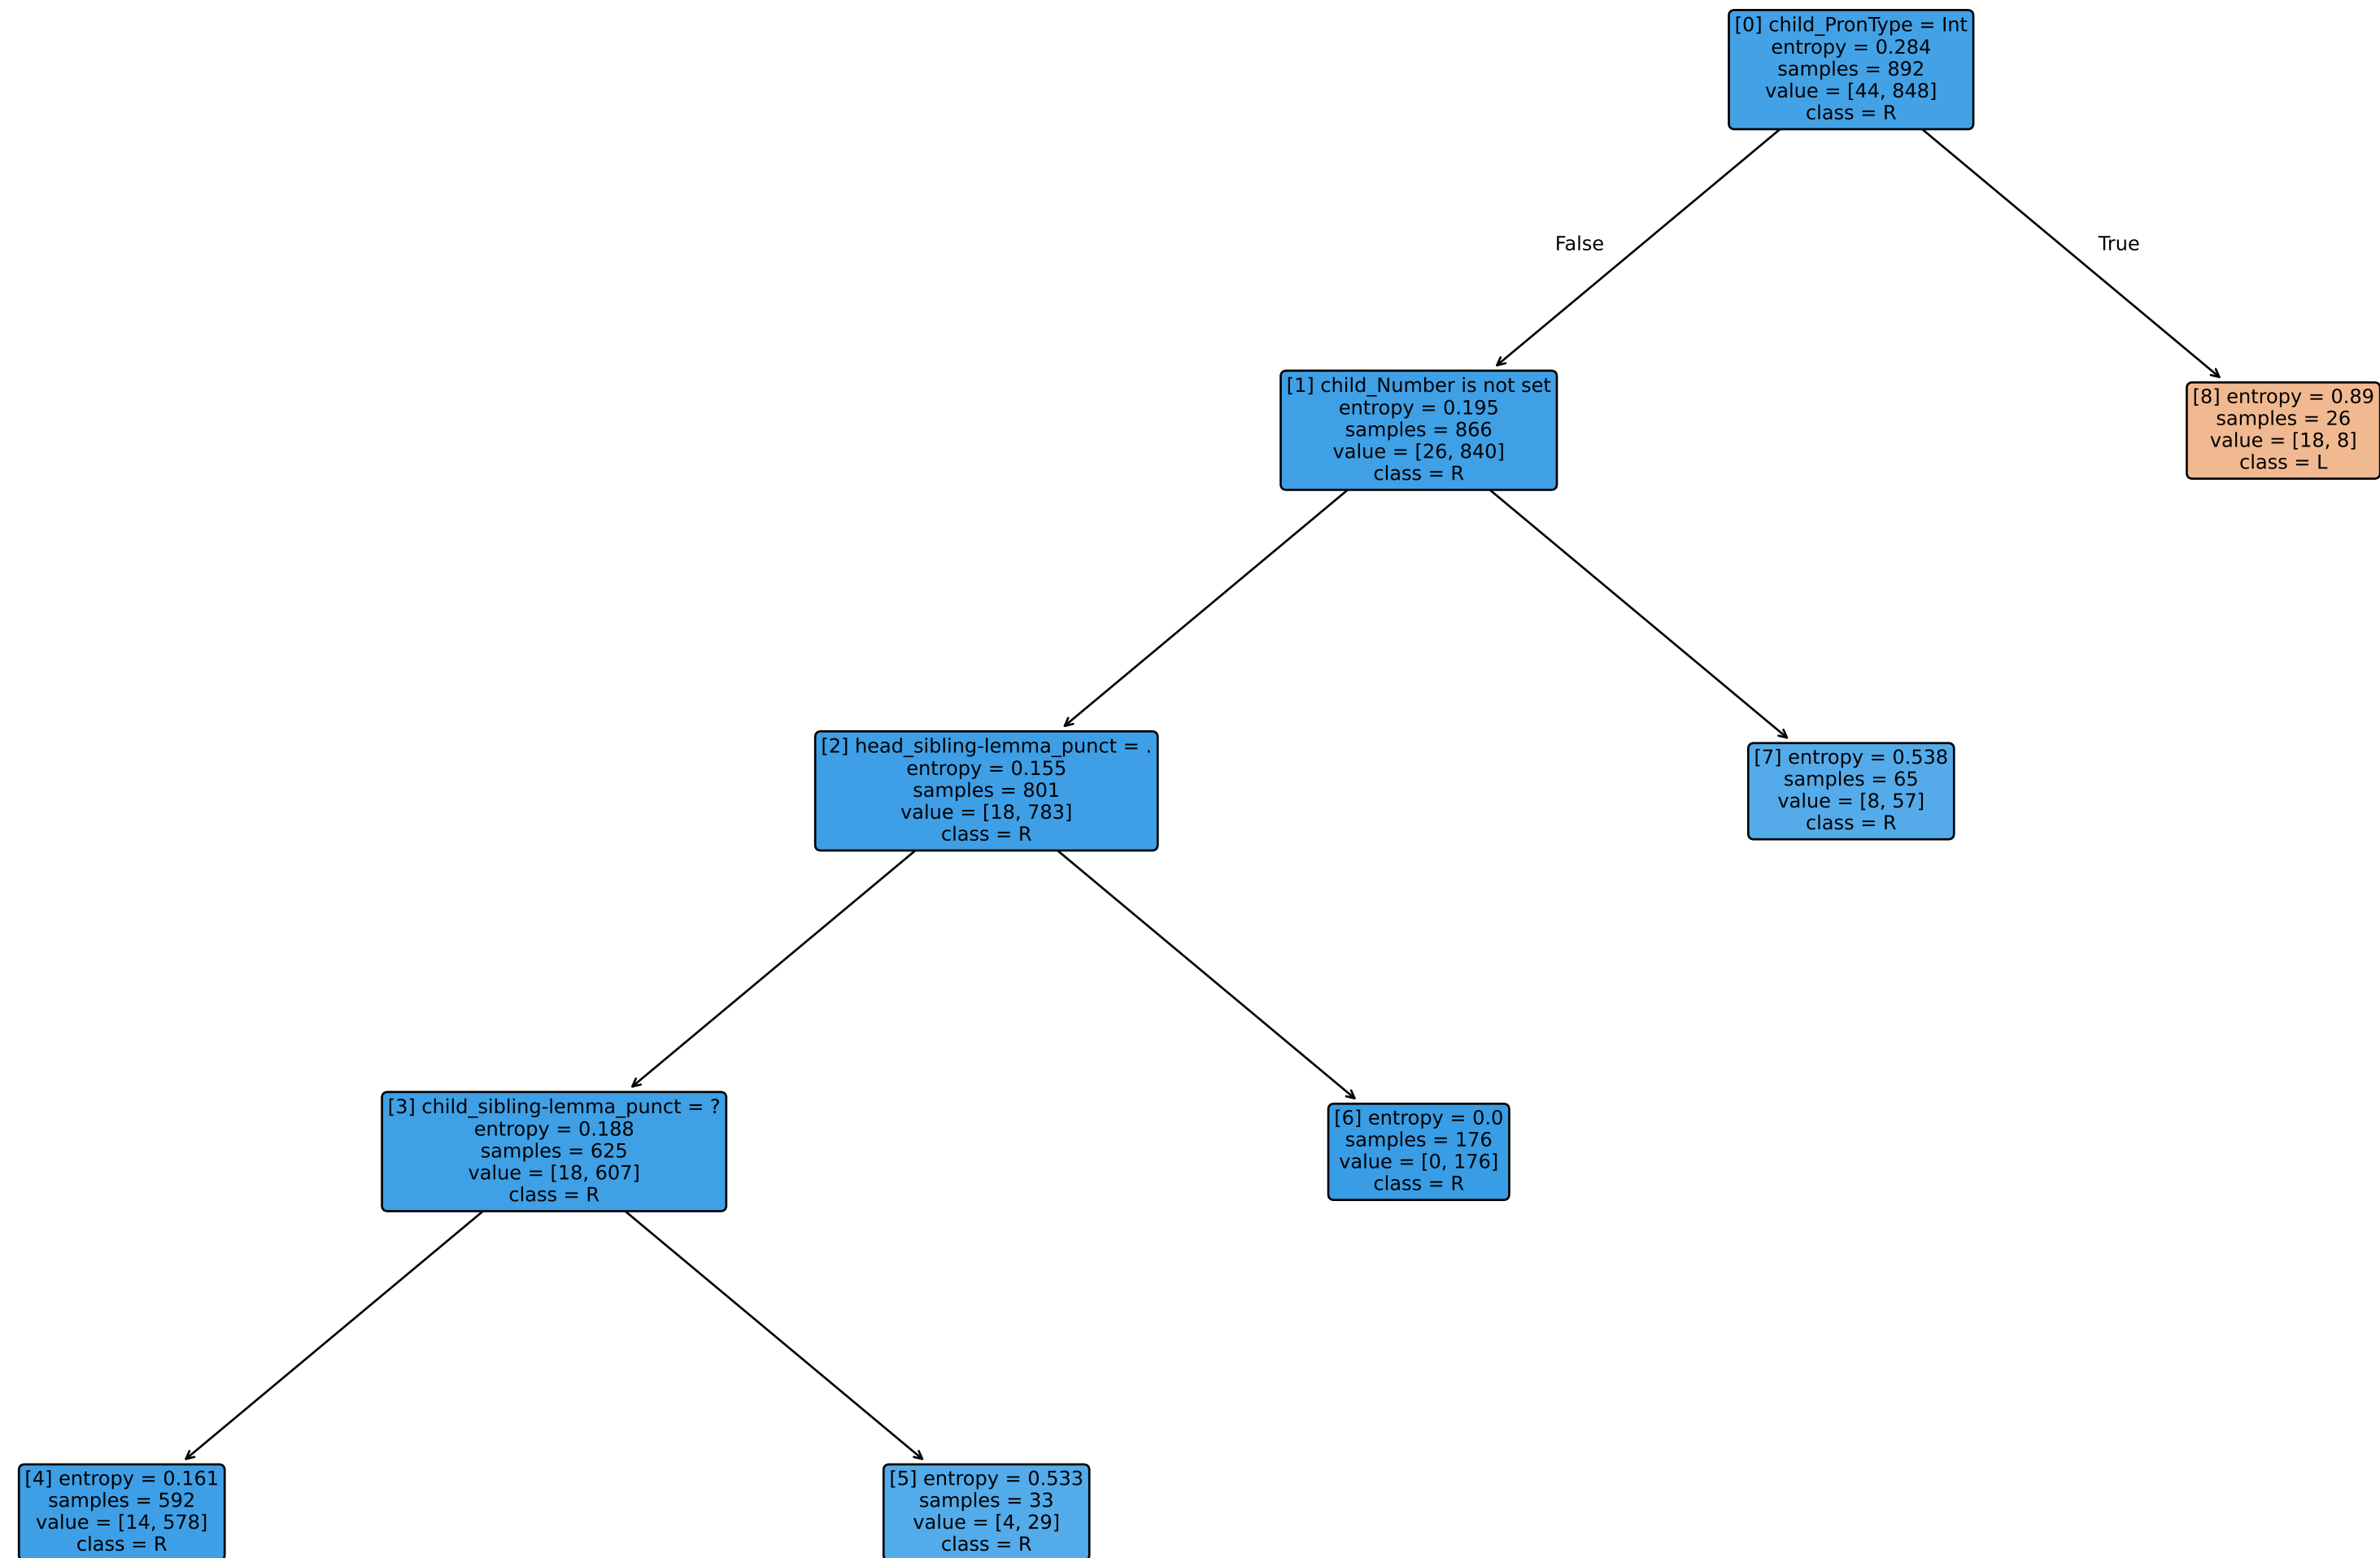 [0] child_PronType = Int
entropy = 0.284
samples = 892
value = [44, 848]
class = R
False
True
[1] child_Number is not set
entropy = 0.195
samples = 866
value = [26, 840]
class = R
[8] entropy = 0.89
samples = 26
value = [18, 8]
class = L
[2] head_sibling-lemma_punct = .
entropy = 0.155
samples = 801
value = [18, 783]
class = R
[7] entropy = 0.538
samples = 65
value = [8, 57]
class = R
[3] child_sibling-lemma_punct = ?
entropy = 0.188
samples = 625
value = [18, 607]
class = R
[6] entropy = 0.0
samples = 176
value = [0, 176]
class = R
[4] entropy = 0.161
samples = 592
value = [14, 578]
class = R
[5] entropy = 0.533
samples = 33
value = [4, 29]
class = R